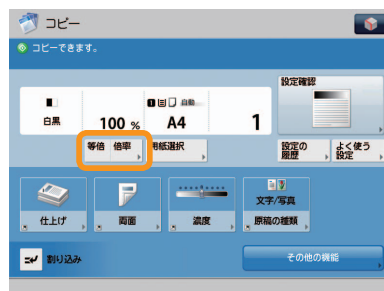 コピー
コピーできます。
設定確認
1 自動
白黒 100 % A4 1
等倍 倍率 用紙選択
設定の履歴 よく使う設定
文字/写真
仕上げ 両面 濃度 原稿の種類
割り込み
その他の機能